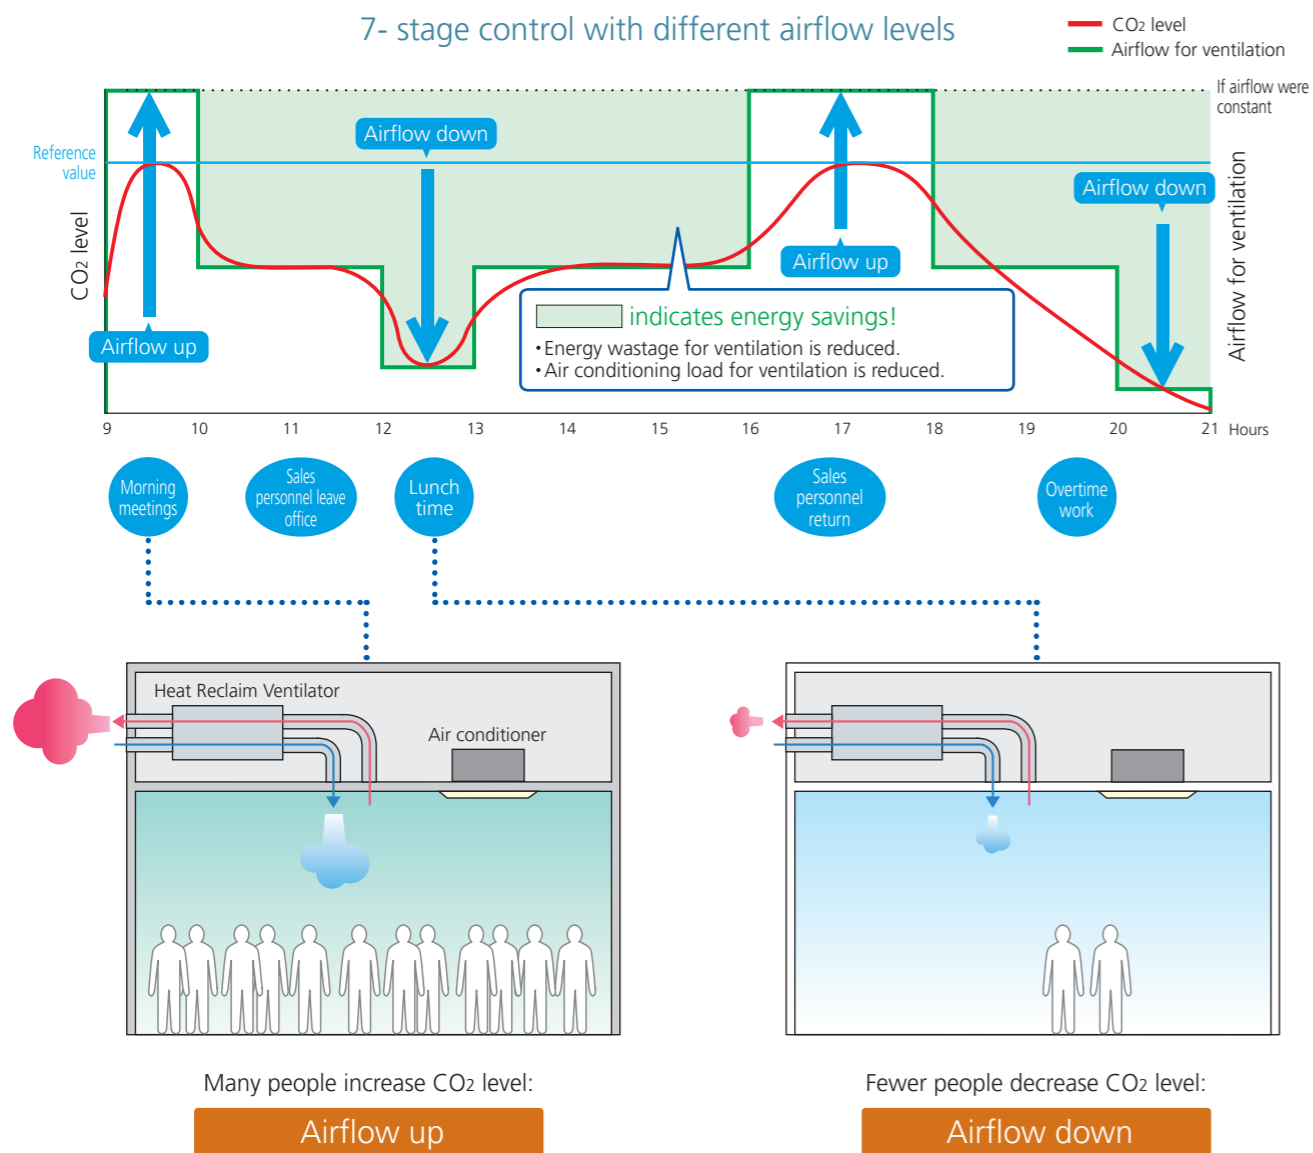 7- stage control with different airflow levels
CO2 level
Airflow for ventilation
If airflow were
constant
Reference
value
CO2 level
Airflow up
Airflow down
indicates energy savings!
•Energy wastage for ventilation is reduced.
•Air conditioning load for ventilation is reduced.
Airflow up
Airflow down
Airflow for ventilation
9 10 11 12 13 14 15 16 17 18 19 20 21 Hours
Morning
meetings
Sales
personnel leave
office
Lunch
time
Sales
personnel
return
Overtime
work
Heat Reclaim Ventilator
Air conditioner
Many people increase CO2 level:
Airflow up
Fewer people decrease CO2 level:
Airflow down